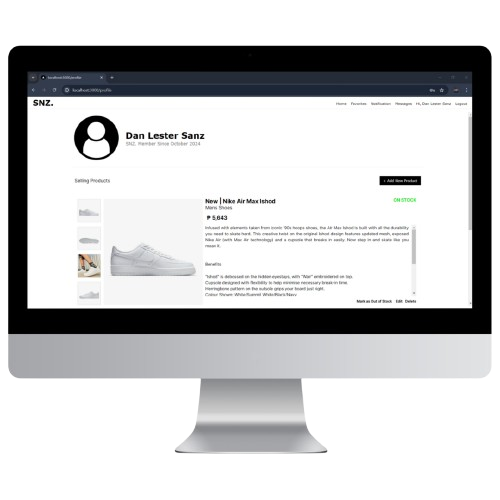 localhost:3000/profile
localhost:3000/profile
SNZ.
Home Favorites Notification Messages Hi, Dan Lester Sanz Logout
Dan Lester Sanz
SNZ. Member Since October 2024
Selling Products
+ Add New Product
New | Nike Air Max Ishod
ON STOCK
Mens Shoes
₱ 5,643
Infused with elements taken from iconic '90s hoops shoes, the Air Max Ishod is built with all the durability
you need to skate hard. This creative twist on the original Ishod design features updated mesh, exposed
Nike Air (with Max Air technology) and a cupsole that breaks in easily. Now step in and skate like you
mean it.
Benefits
"Ishod" is debossed on the hidden eyestays, with "Wair" embroidered on top.
Cupsole designed with flexibility to help minimise necessary break-in time.
Herringbone pattern on the outsole grips your board just right.
Colour Shown: White/Summit White/Black/Navy
Mark as Out of Stock Edit Delete